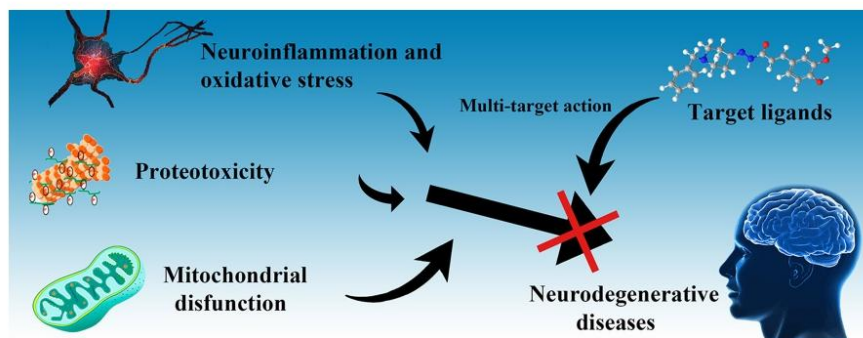 Neuroinflammation and
oxidative stress
Multi-target action
Target ligands
Proteotoxicity
Mitochondrial
disfunction
Neurodegenerative
diseases